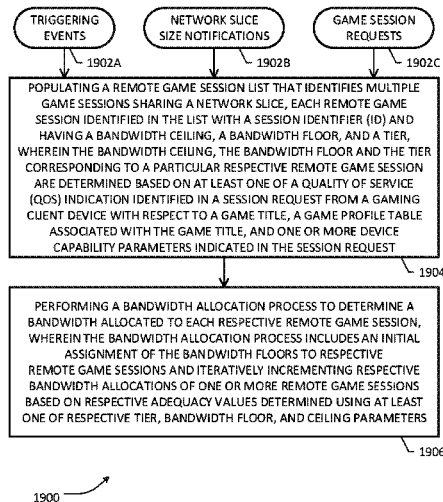 TRIGGERING
EVENTS
NETWORK SLICE
SIZE NOTIFICATIONS
GAME SESSION
REQUESTS
1902A
1902B
1902C
POPULATING A REMOTE GAME SESSION LIST THAT IDENTIFIES MULTIPLE
GAME SESSIONS SHARING A NETWORK SLICE, EACH REMOTE GAME
SESSION IDENTIFIED IN THE LIST WITH A SESSION IDENTIFIER (ID) AND
HAVING A BANDWIDTH CEILING, A BANDWIDTH FLOOR, AND A TIER,
WHEREIN THE BANDWIDTH CEILING, THE BANDWIDTH FLOOR AND THE TIER
CORRESPONDING TO A PARTICULAR RESPECTIVE REMOTE GAME SESSION
ARE DETERMINED BASED ON AT LEAST ONE OF A QUALITY OF SERVICE
(QOS) INDICATION IDENTIFIED IN A SESSION REQUEST FROM A GAMING
CLIENT DEVICE WITH RESPECT TO A GAME TITLE, A GAME PROFILE TABLE
ASSOCIATED WITH THE GAME TITLE, AND ONE OR MORE DEVICE
CAPABILITY PARAMETERS INDICATED IN THE SESSION REQUEST
1904
PERFORMING A BANDWIDTH ALLOCATION PROCESS TO DETERMINE A
BANDWIDTH ALLOCATED TO EACH RESPECTIVE REMOTE GAME SESSION,
WHEREIN THE BANDWIDTH ALLOCATION PROCESS INCLUDES AN INITIAL
ASSIGNMENT OF THE BANDWIDTH FLOORS TO RESPECTIVE
REMOTE GAME SESSIONS AND ITERATIVELY INCREMENTING RESPECTIVE
BANDWIDTH ALLOCATIONS OF ONE OR MORE REMOTE GAME SESSIONS
BASED ON RESPECTIVE ADEQUACY VALUES DETERMINED USING AT LEAST
ONE OF RESPECTIVE TIER, BANDWIDTH FLOOR, AND CEILING PARAMETERS
1906
1900